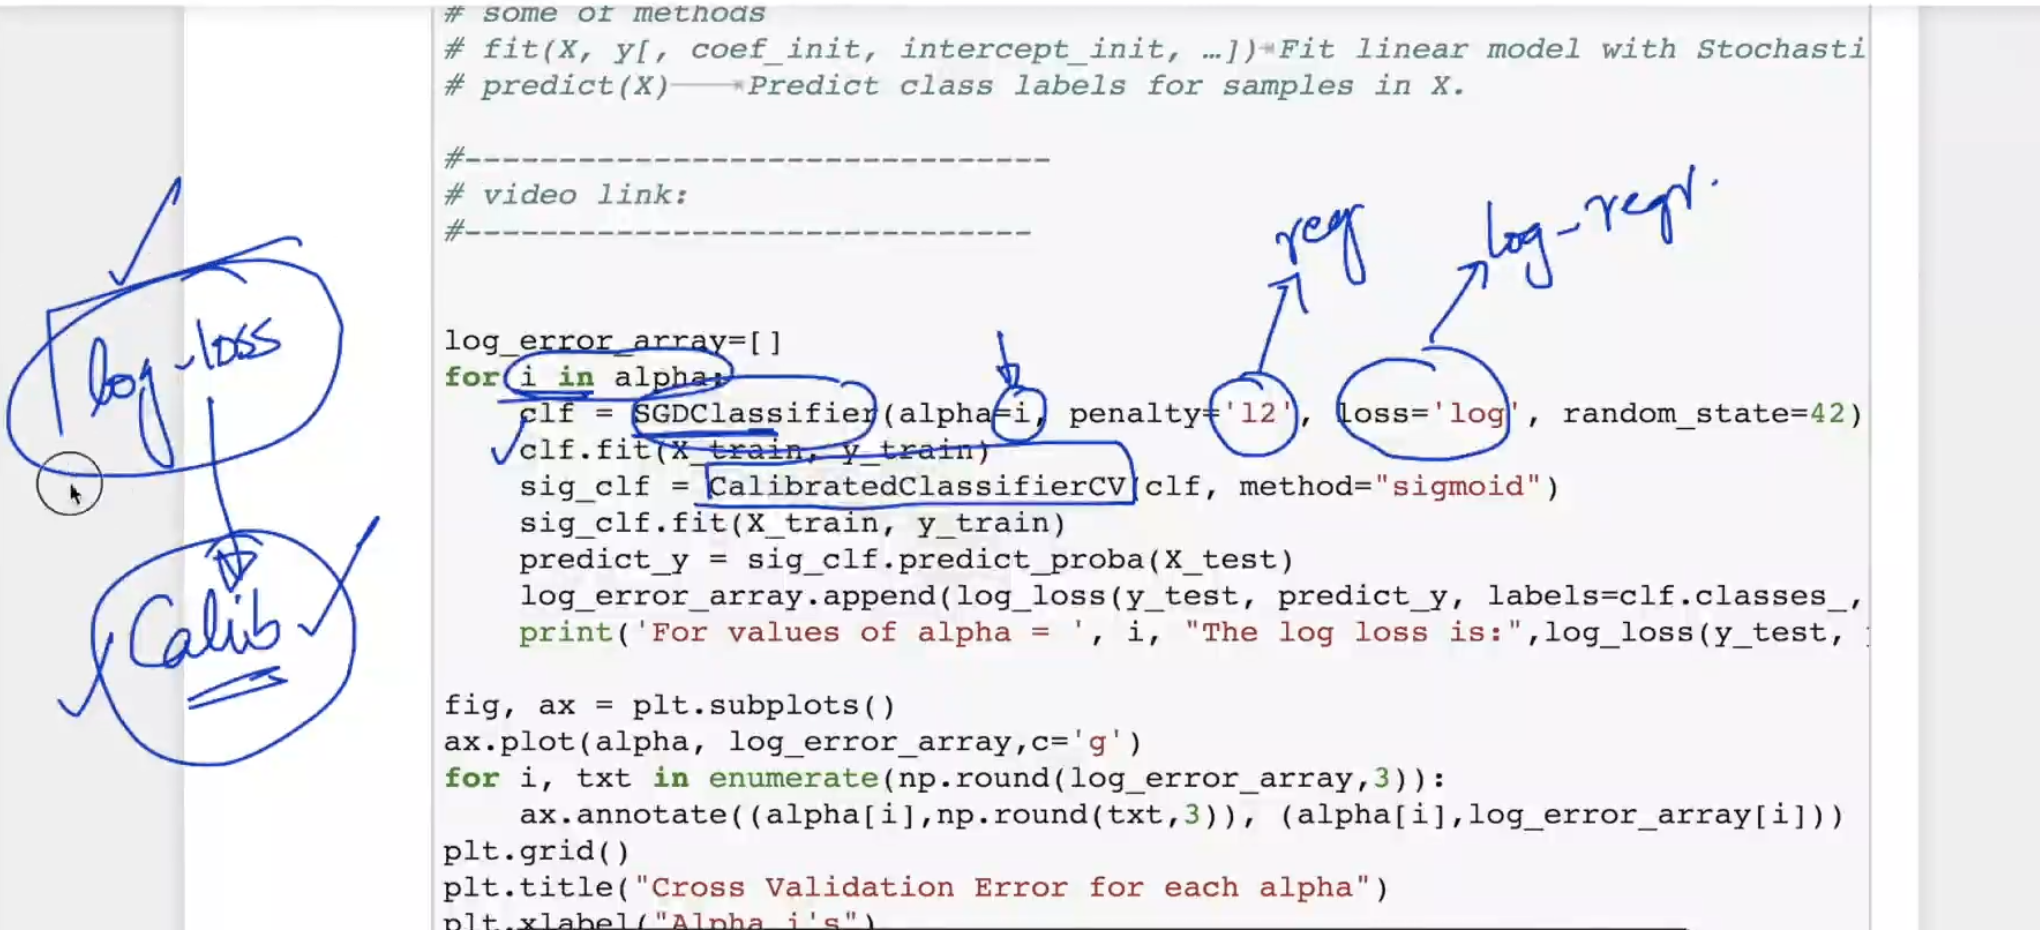 # some of methods
# fit(X, y[, coef_init, intercept_init, …]) Fit linear model with Stochasti
# predict(X) Predict class labels for samples in X.
#-------------------------------
# video link:
#------------------------------
reg
log-regr.
log-loss
Calib
log_error_array=[]
for i in alpha:
clf = SGDClassifier(alpha=i, penalty='l2', loss='log', random_state=42)
clf.fit(X_train, y_train)
sig_clf = CalibratedClassifierCV(clf, method="sigmoid")
sig_clf.fit(X_train, y_train)
predict_y = sig_clf.predict_proba(X_test)
log_error_array.append(log_loss(y_test, predict_y, labels=clf.classes_,
print('For values of alpha = ', i, "The log loss is:",log_loss(y_test,
fig, ax = plt.subplots()
ax.plot(alpha, log_error_array,c='g')
for i, txt in enumerate(np.round(log_error_array,3)):
ax.annotate((alpha[i],np.round(txt,3)), (alpha[i],log_error_array[i]))
plt.grid()
plt.title("Cross Validation Error for each alpha")
plt.xlabel("Alpha i's")